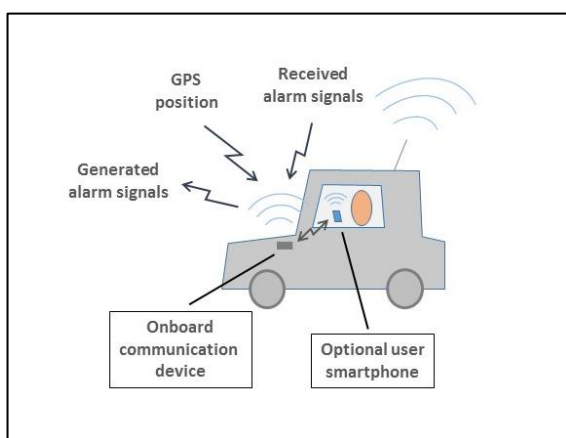 GPS
position
Received
alarm signals
Generated
alarm signals
Onboard
communication
device
Optional user
smartphone